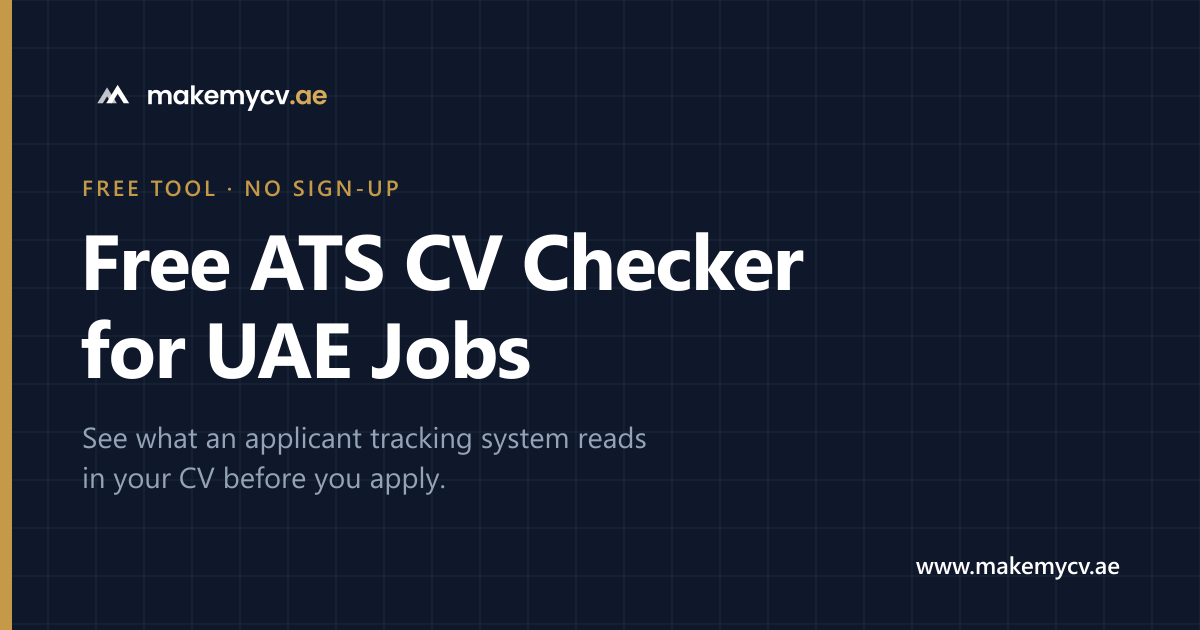 makemycv.ae
FREE TOOL · NO SIGN-UP
Free ATS CV Checker
for UAE Jobs
See what an applicant tracking system reads
in your CV before you apply.
www.makemycv.ae